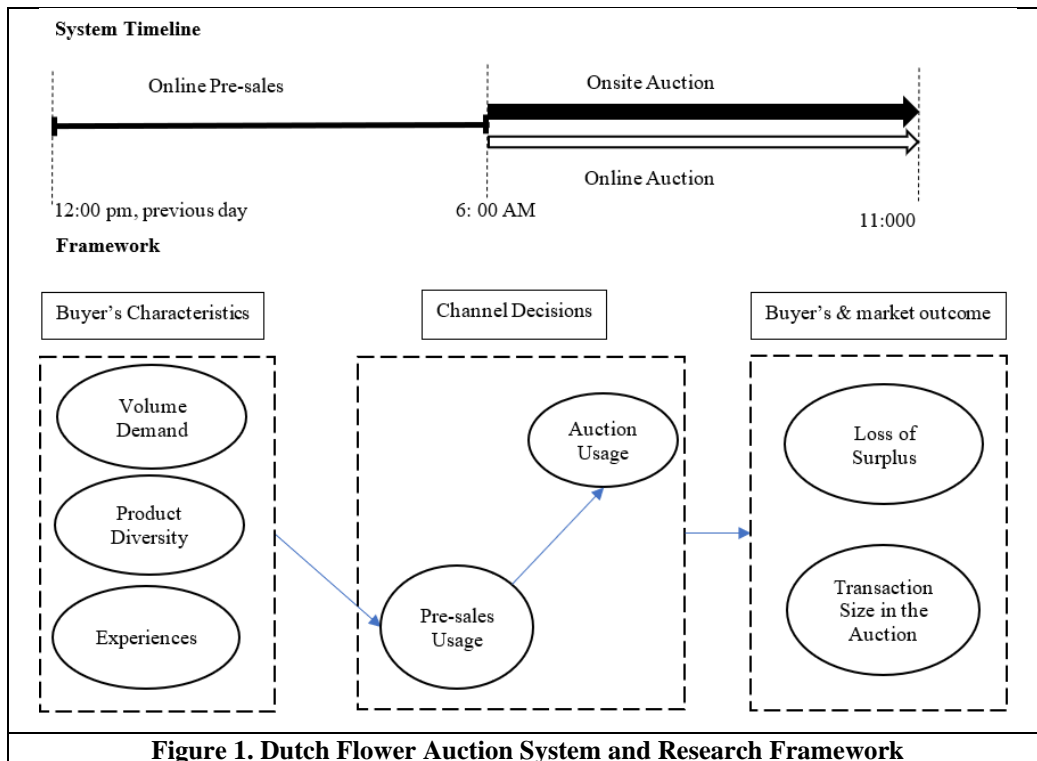 System Timeline
Online Pre-sales
Onsite Auction
Online Auction
12:00 pm, previous day
6: 00 AM
11:000
Framework
Buyer's Characteristics
Channel Decisions
Buyer's & market outcome
Volume
Demand
Product
Diversity
Experiences
Auction
Usage
Pre-sales
Usage
Loss of
Surplus
Transaction
Size in the
Auction
Figure 1. Dutch Flower Auction System and Research Framework